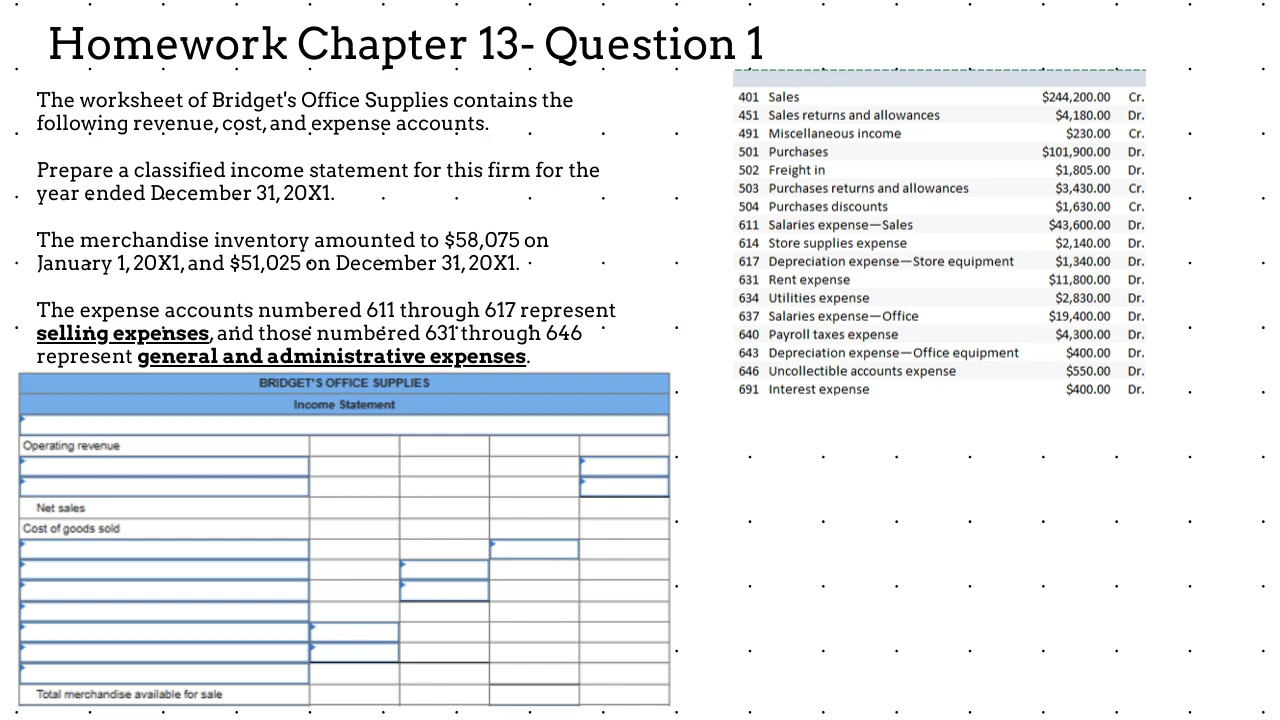 Homework Chapter 13- Question 1
The worksheet of Bridget's Office Supplies contains the
following revenue, cost, and expense accounts.
Prepare a classified income statement for this firm for the
year ended December 31, 20X1.
The merchandise inventory amounted to $58,075 on
January 1, 20X1, and $51,025 on December 31, 20X1.
The expense accounts numbered 611 through 617 represent
selling expenses, and those numbered 631 through 646
represent general and administrative expenses.
401 Sales $244,200.00 Cr.
451 Sales returns and allowances $4,180.00 Dr.
491 Miscellaneous income $230.00 Cr.
501 Purchases $101,900.00 Dr.
502 Freight in $1,805.00 Dr.
503 Purchases returns and allowances $3,430.00 Cr.
504 Purchases discounts $1,630.00 Cr.
611 Salaries expense—Sales $43,600.00 Dr.
614 Store supplies expense $2,140.00 Dr.
617 Depreciation expense—Store equipment $1,340.00 Dr.
631 Rent expense $11,800.00 Dr.
634 Utilities expense $2,830.00 Dr.
637 Salaries expense—Office $19,400.00 Dr.
640 Payroll taxes expense $4,300.00 Dr.
643 Depreciation expense—Office equipment $400.00 Dr.
646 Uncollectible accounts expense $550.00 Dr.
691 Interest expense $400.00 Dr.
BRIDGET'S OFFICE SUPPLIES
Income Statement
Operating revenue
Net sales
Cost of goods sold
Total merchandise available for sale